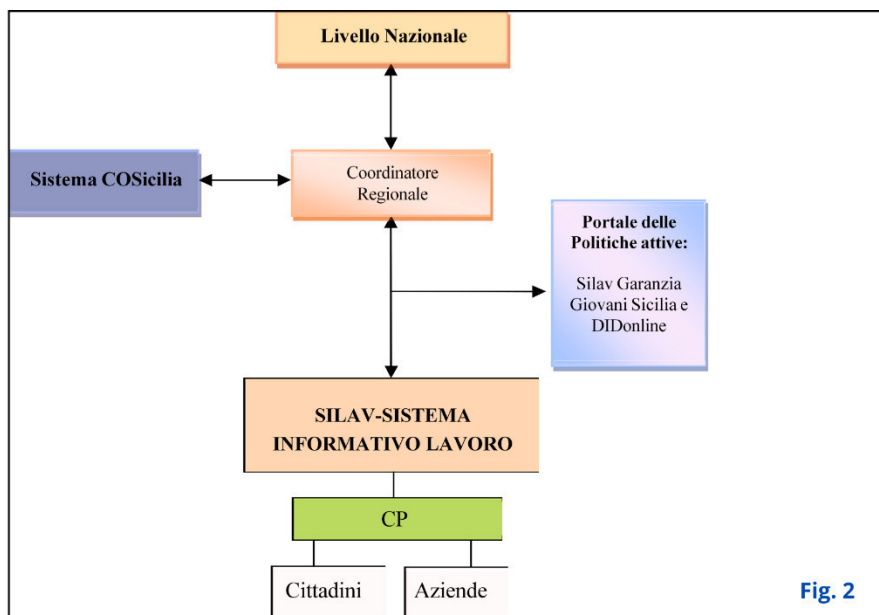 Livello Nazionale
Sistema COSicilia
Coordinatore
Regionale
Portale delle
Politiche attive:
Silav Garanzia
Giovani Sicilia e
DIDonline
SILAV-SISTEMA
INFORMATIVO LAVORO
CP
Cittadini
Aziende
Fig. 2